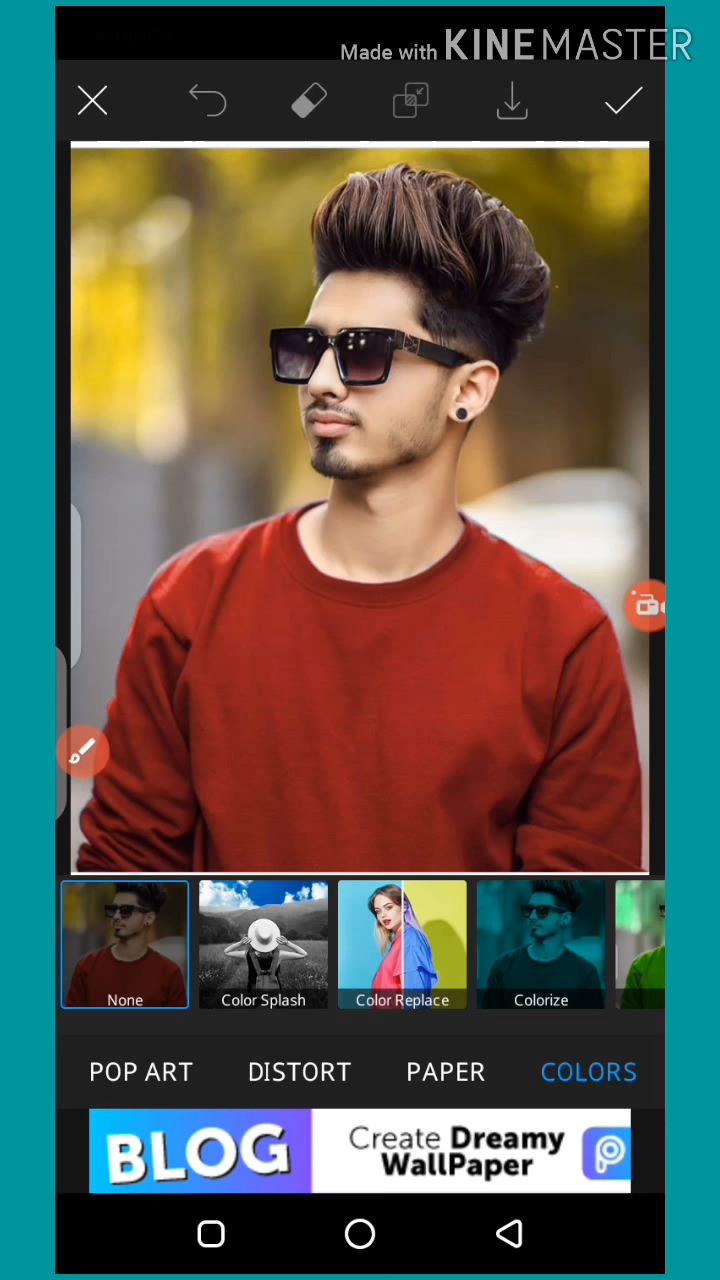 Made with KINEMASTER
None
Color Splash
Color Replace
Colorize
POP ART
DISTORT
PAPER
COLORS
BLOG
Create Dreamy
WallPaper